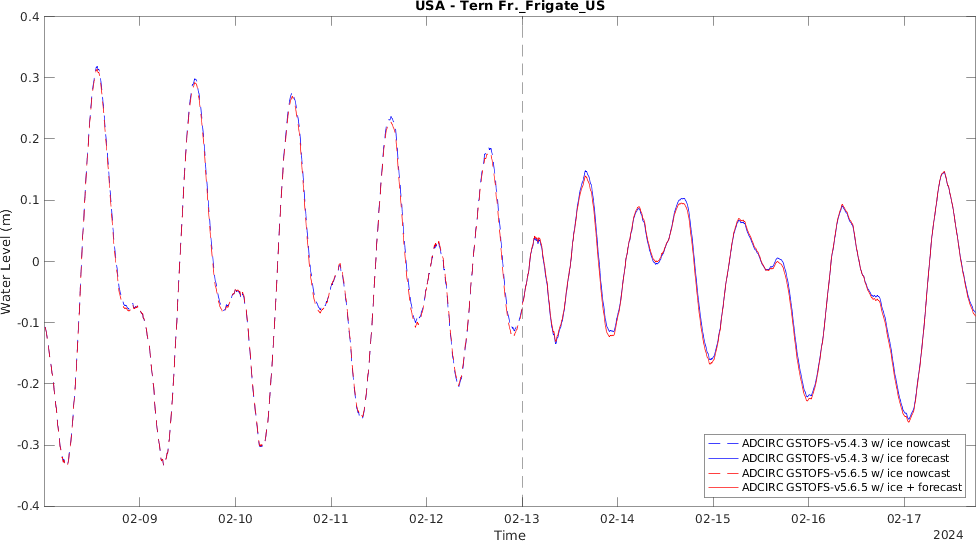 USA - Tern Fr._Frigate_US
0.4
0.3
0.2
0.1
0
-0.1
-0.2
-0.3
-0.4
Water Level (m)
ADCIRC GSTOFS-v5.4.3 w/ ice nowcast
ADCIRC GSTOFS-v5.4.3 w/ ice forecast
ADCIRC GSTOFS-v5.6.5 w/ ice nowcast
ADCIRC GSTOFS-v5.6.5 w/ ice + forecast
02-09 02-10 02-11 02-12 02-13 02-14 02-15 02-16 02-17
Time
2024